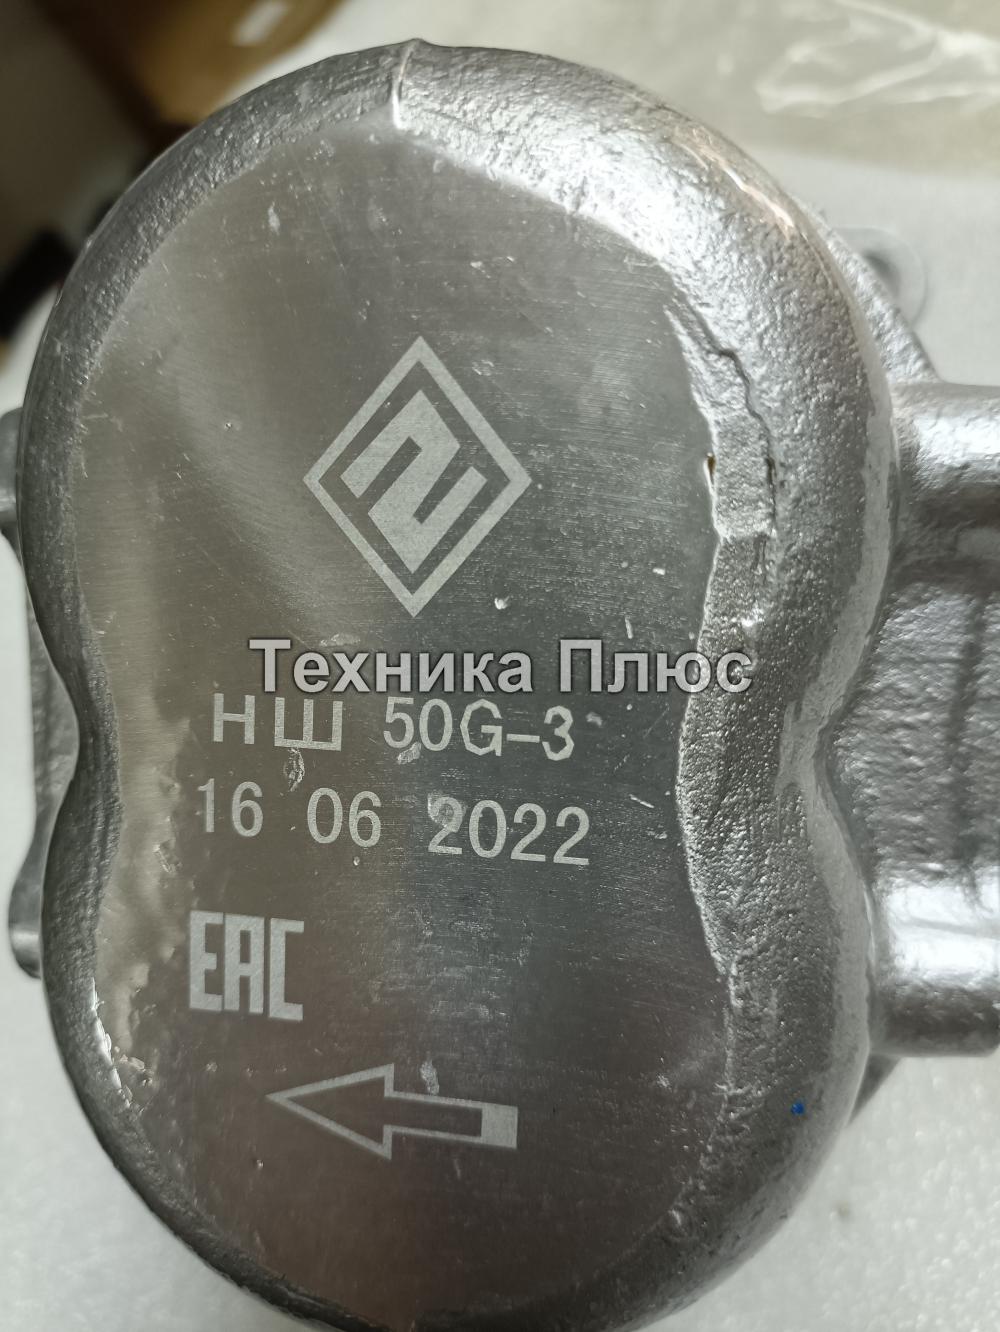 Техника Плюс
НШ 50G-3
16 06 2022
EAC